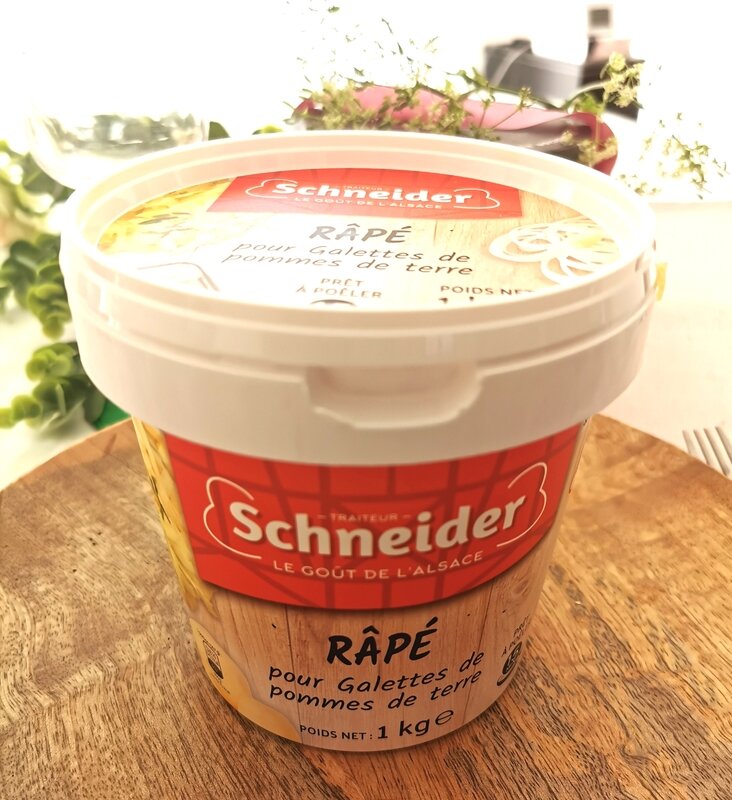 TRAITEUR
Schneider
LE GOÛT DE L'ALSACE
RÂPÉ
pour Galettes de
pommes de terre
PRÊT
À POÊLER
POIDS NET
– TRAITEUR –
Schneider
LE GOÛT DE L'ALSACE
RÂPÉ
pour Galettes de
pommes de terre
POIDS NET : 1 kg e